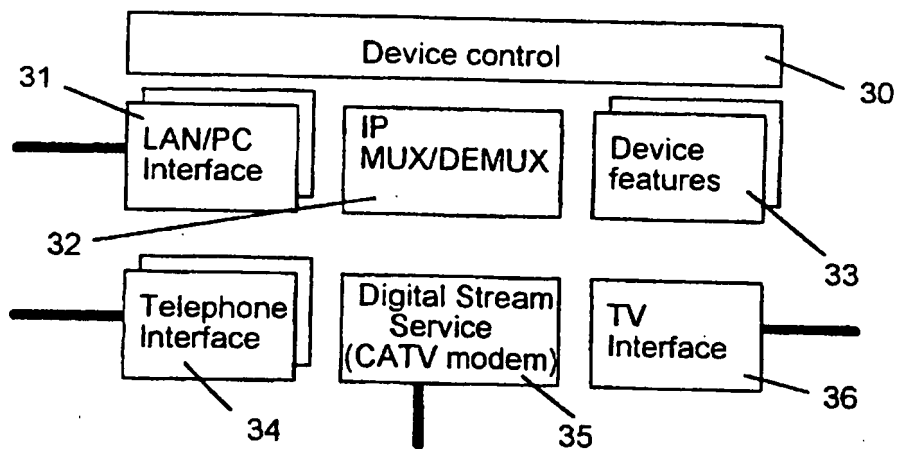 Device control
30
31
LAN/PC
Interface
IP
MUX/DEMUX
Device
features
32
33
Telephone
Interface
Digital Stream
Service
(CATV modem)
TV
Interface
34
35
36